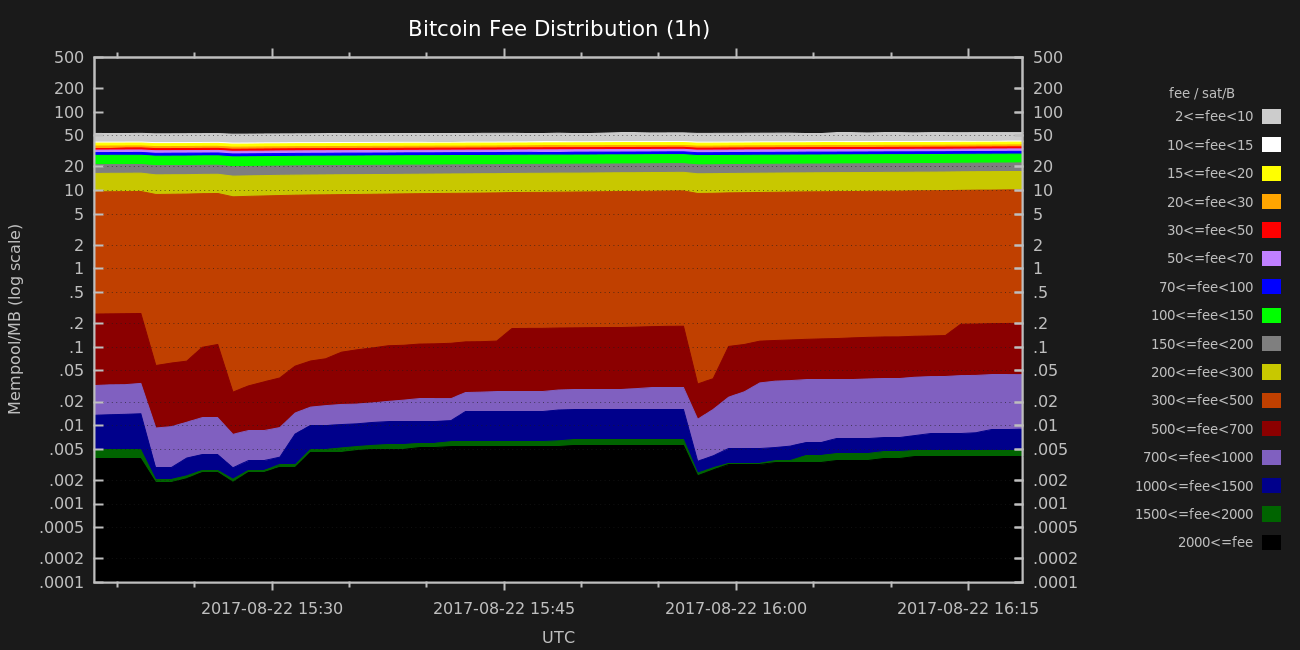 Bitcoin Fee Distribution (1h)
500
200
100
50
20
10
5
2
1
.5
.2
.1
.05
.02
.01
.005
.002
.001
.0005
.0002
.0001
Mempool/MB (log scale)
500
200
100
50
20
10
5
2
1
.5
.2
.1
.05
.02
.01
.005
.002
.001
.0005
.0002
.0001
2017-08-22 15:30
2017-08-22 15:45
2017-08-22 16:00
2017-08-22 16:15
UTC
fee / sat/B
2<=fee<10
10<=fee<15
15<=fee<20
20<=fee<30
30<=fee<50
50<=fee<70
70<=fee<100
100<=fee<150
150<=fee<200
200<=fee<300
300<=fee<500
500<=fee<700
700<=fee<1000
1000<=fee<1500
1500<=fee<2000
2000<=fee